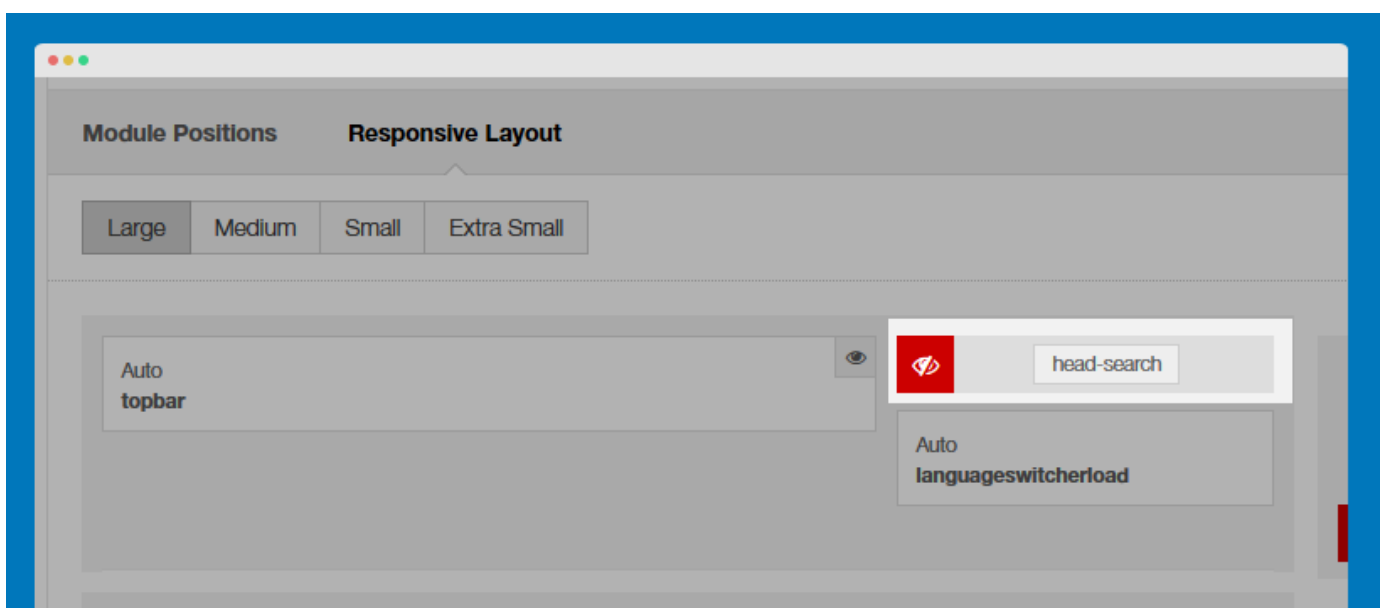 Module Positions Responsive Layout
Large Medium Small Extra Small
Auto
topbar
head-search
Auto
languageswitcherload